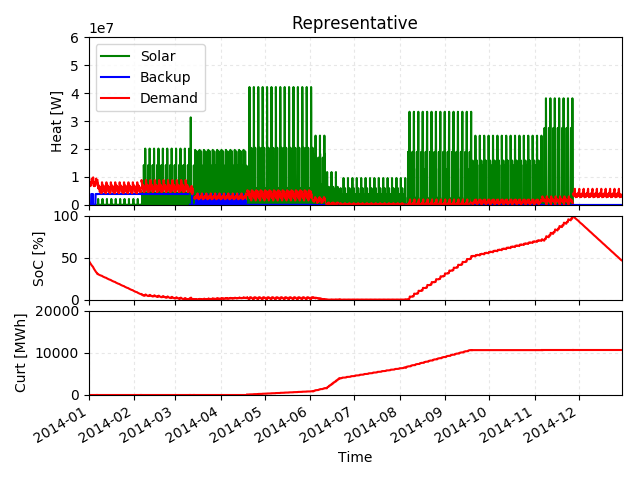 Representative
1e7
6
5
4
3
2
1
0
Heat [W]
Solar
Backup
Demand
100
50
0
SoC [%]
20000
10000
0
Curt [MWh]
2014-01
2014-02
2014-03
2014-04
2014-05
2014-06
2014-07
2014-08
2014-09
2014-10
2014-11
2014-12
Time